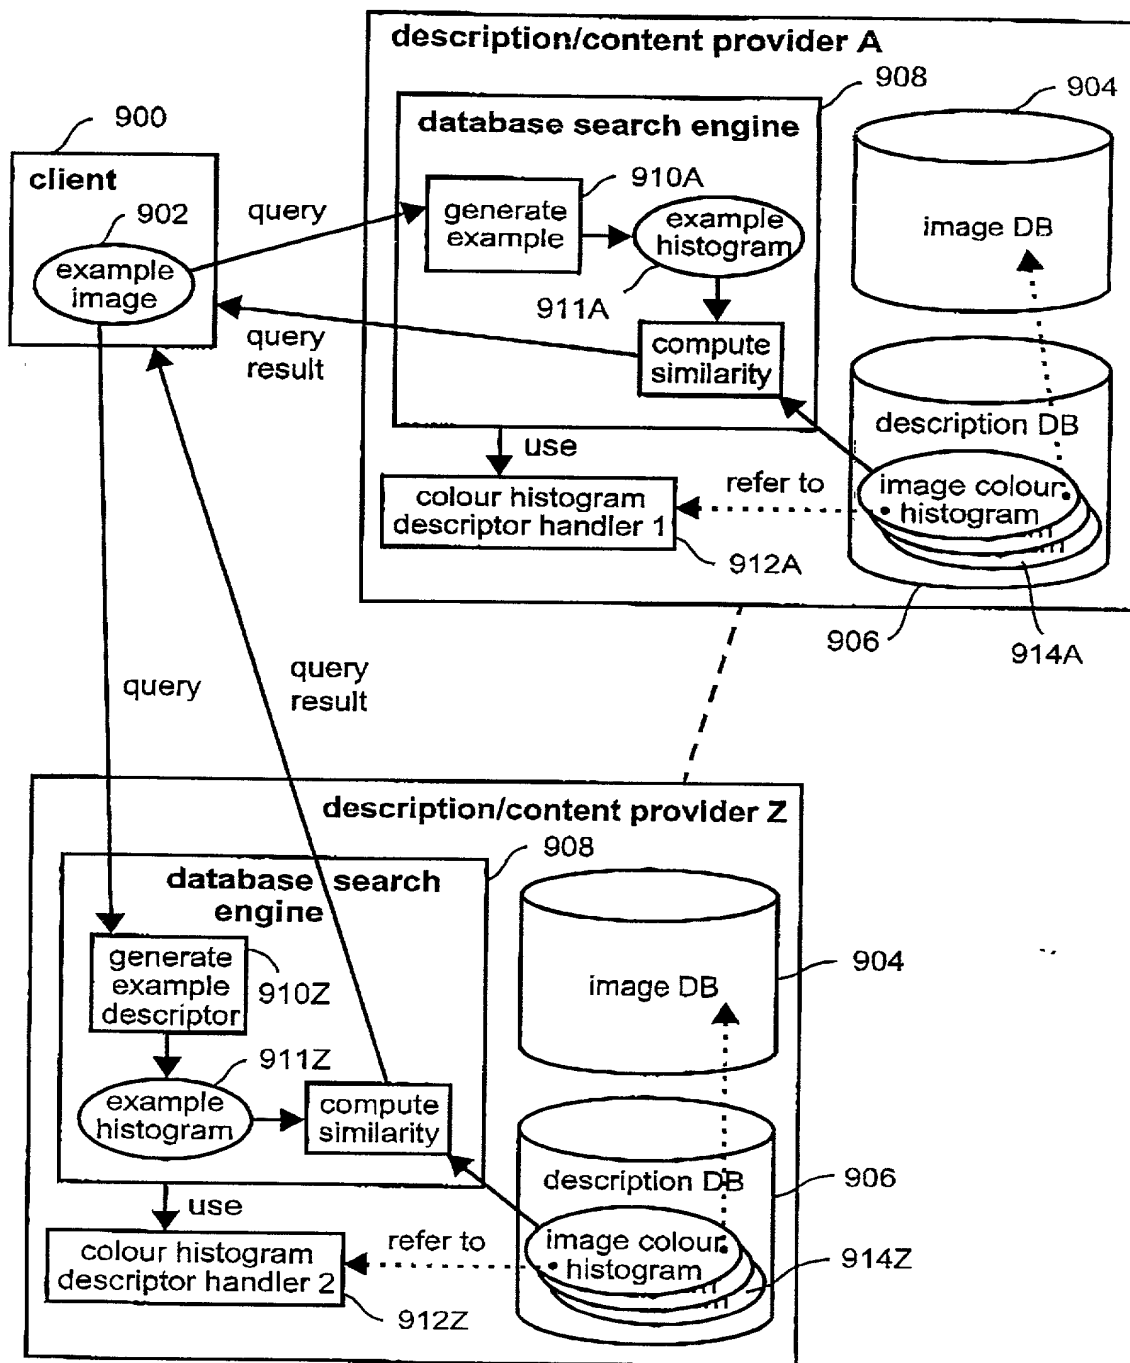 description/content provider A
908
904
900
database search engine
client
910A
902
query
generate
example
example
histogram
image DB
example
image
911A
query
result
compute
similarity
description DB
use
refer to
image colour
histogram
colour histogram
descriptor handler 1
912A
906
914A
query
query
result
description/content provider Z
908
database search
engine
generate
example
descriptor
910Z
image DB
904
911Z
example
histogram
compute
similarity
description DB
906
use
refer to
image colour
histogram
colour histogram
descriptor handler 2
914Z
912Z